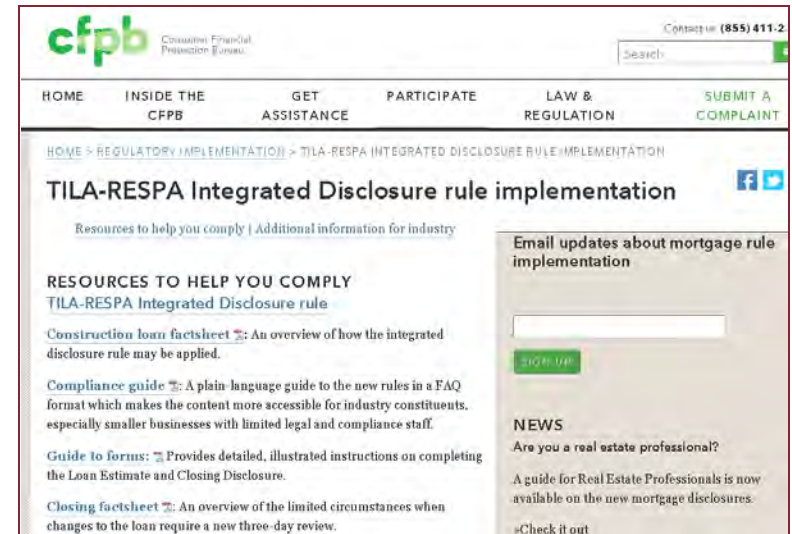 cfpb Consumer Financial
Protection Bureau
Contact us (855) 411-2
Search
HOME
INSIDE THE
CFPB
GET
ASSISTANCE
PARTICIPATE
LAW &
REGULATION
SUBMIT A
COMPLAINT
HOME > REGULATORY IMPLEMENTATION > TILA-RESPA INTEGRATED DISCLOSURE RULE IMPLEMENTATION
TILA-RESPA Integrated Disclosure rule implementation
Resources to help you comply | Additional information for industry
RESOURCES TO HELP YOU COMPLY
TILA-RESPA Integrated Disclosure rule
Construction loan factsheet : An overview of how the integrated
disclosure rule may be applied.
Compliance guide : A plain-language guide to the new rules in a FAQ
format which makes the content more accessible for industry constituents,
especially smaller businesses with limited legal and compliance staff.
Guide to forms: Provides detailed, illustrated instructions on completing
the Loan Estimate and Closing Disclosure.
Closing factsheet : An overview of the limited circumstances when
changes to the loan require a new three-day review.
Email updates about mortgage rule
implementation
SIGN UP
NEWS
Are you a real estate professional?
A guide for Real Estate Professionals is now
available on the new mortgage disclosures.
»Check it out